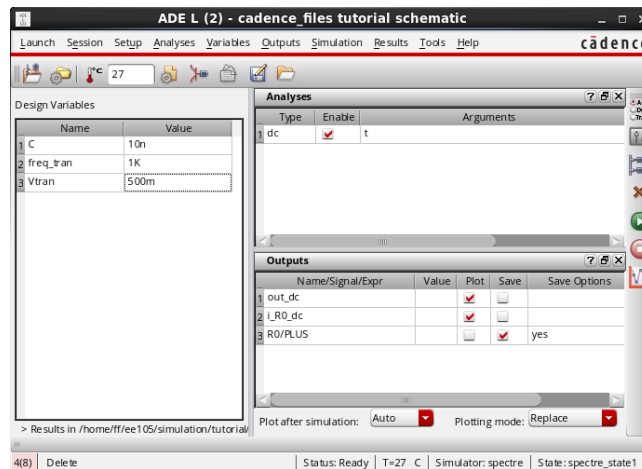 ADE L (2) - cadence_files tutorial schematic
Launch Session Setup Analyses Variables Outputs Simulation Results Tools Help cādence
°C 27
Design Variables
Name Value
1 C 10n
2 freq_tran 1K
3 Vtran 500m
> Results in /home/ff/ee105/simulation/tutorial/
Analyses
Type Enable Arguments
1 dc t
Outputs
Name/Signal/Expr Value Plot Save Save Options
1 out_dc
2 i_R0_dc
3 R0/PLUS yes
Plot after simulation: Auto Plotting mode: Replace
4(8) Delete Status: Ready T=27 C Simulator: spectre State: spectre_state1